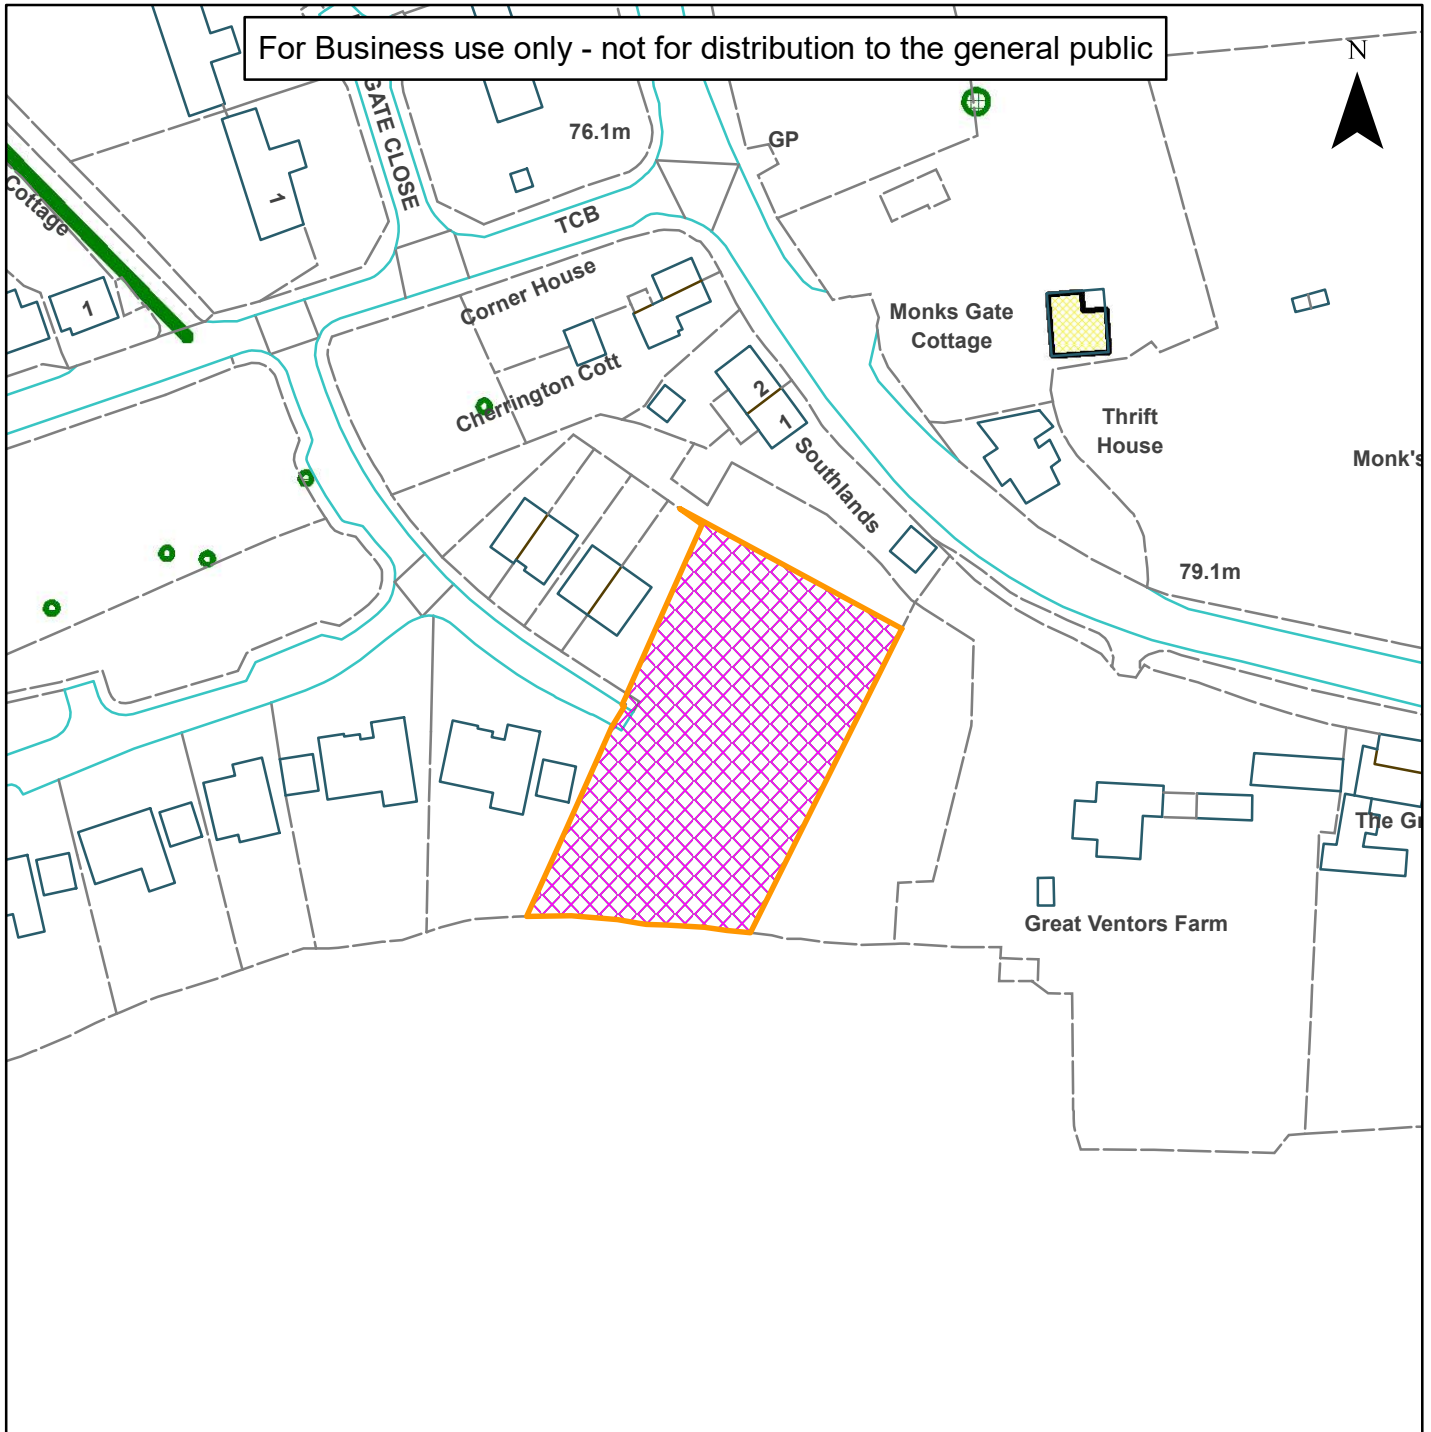 For Business use only - not for distribution to the general public
N
GATE CLOSE
76.1m
GP
Cottage
1
TCB
1
Corner House
Monks Gate
Cottage
Cherrington Cott
2
1
Thrift
House
Monk's
Southlands
79.1m
The Gr
Great Ventors Farm